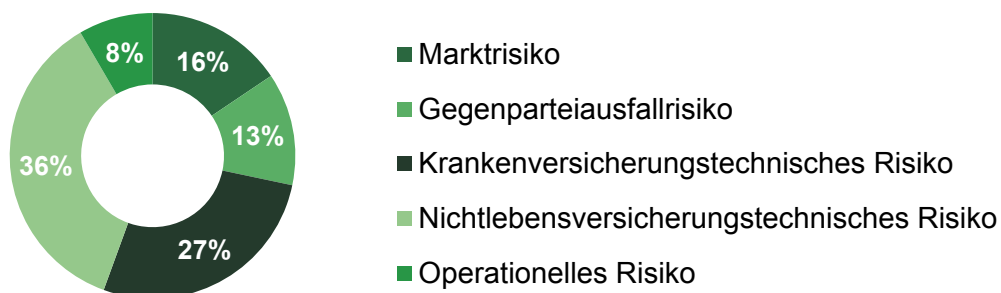 8%
16%
13%
36%
27%
Marktrisiko
Gegenparteiausfallrisiko
Krankenversicherungstechnisches Risiko
Nichtlebensversicherungstechnisches Risiko
Operationelles Risiko